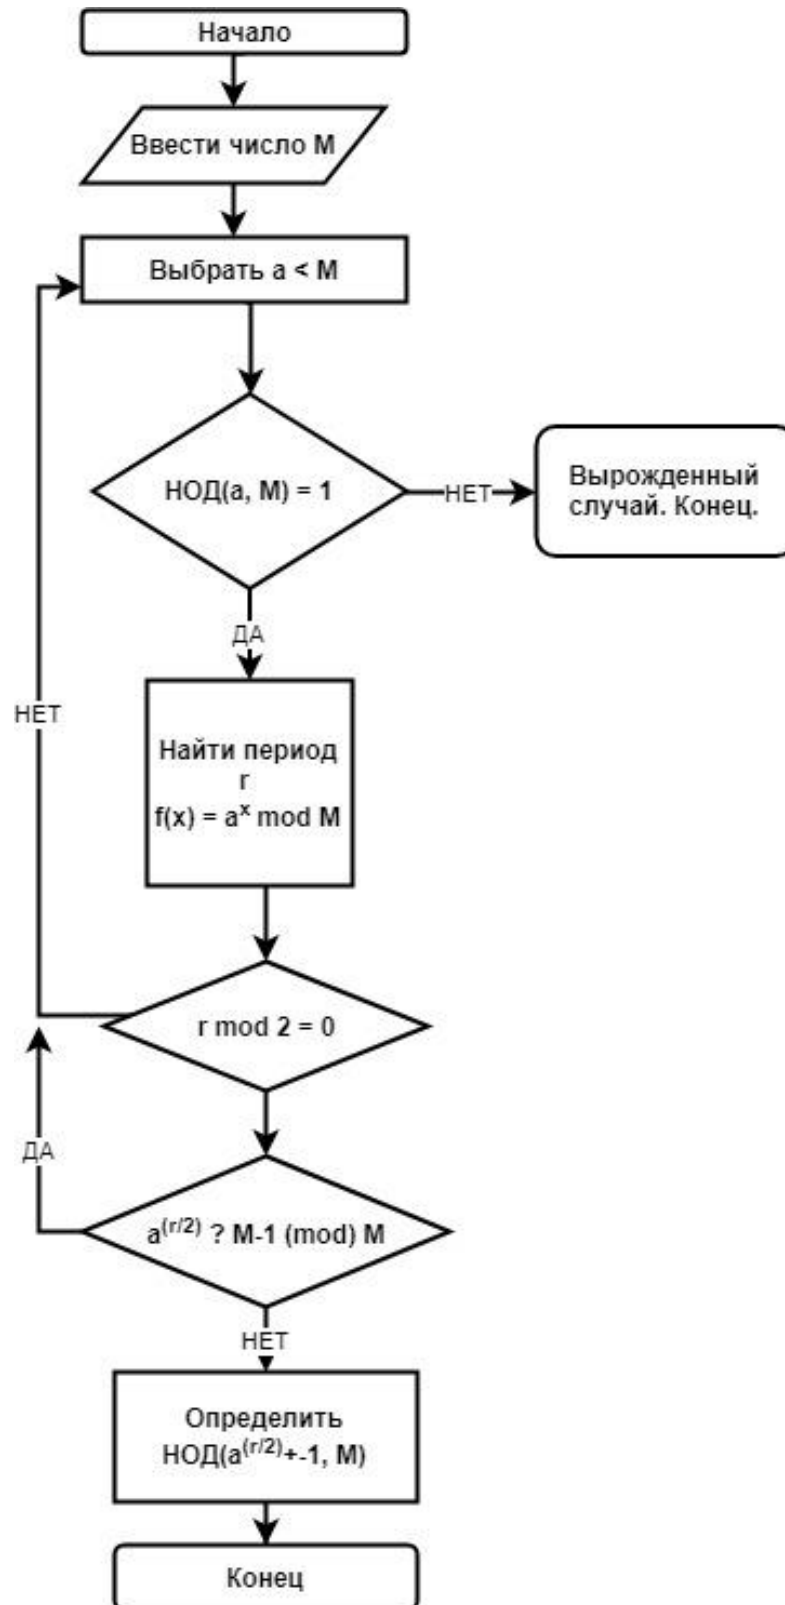 Начало
Ввести число M
Выбрать a < M
НОД(a, M) = 1
НЕТ
Вырожденный
случай. Конец.
ДА
Найти период
r
f(x) = a^x mod M
НЕТ
r mod 2 = 0
ДА
a^(r/2) ? M-1 (mod) M
НЕТ
Определить
НОД(a^(r/2)+-1, M)
Конец